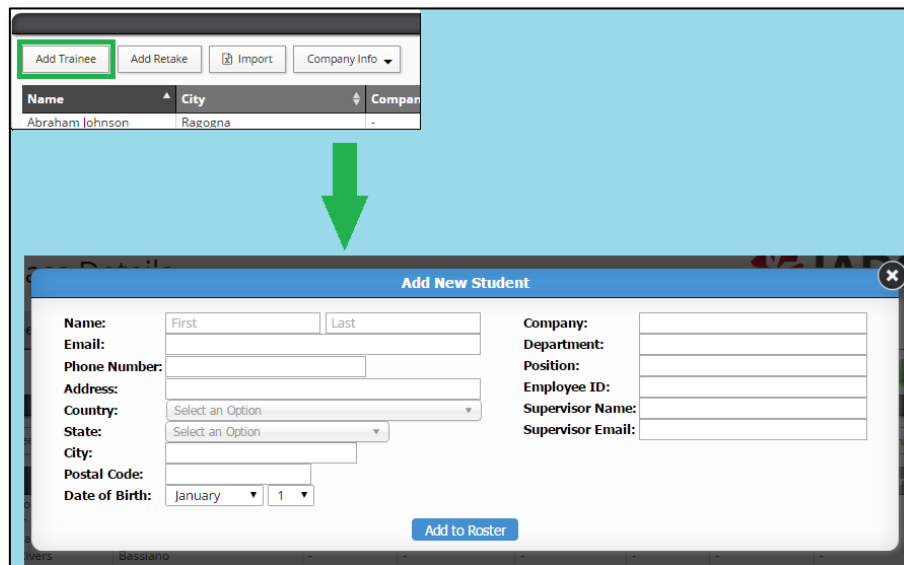 Add Trainee Add Retake Import Company Info
Name City Compan
Abraham Johnson Ragogna -
Details
Add New Student
Name: First Last Company:
Email: Department:
Phone Number: Position:
Address: Employee ID:
Country: Select an Option Supervisor Name:
State: Select an Option Supervisor Email:
City:
Postal Code:
Date of Birth: January 1
Add to Roster
Bassiano - - - - - -